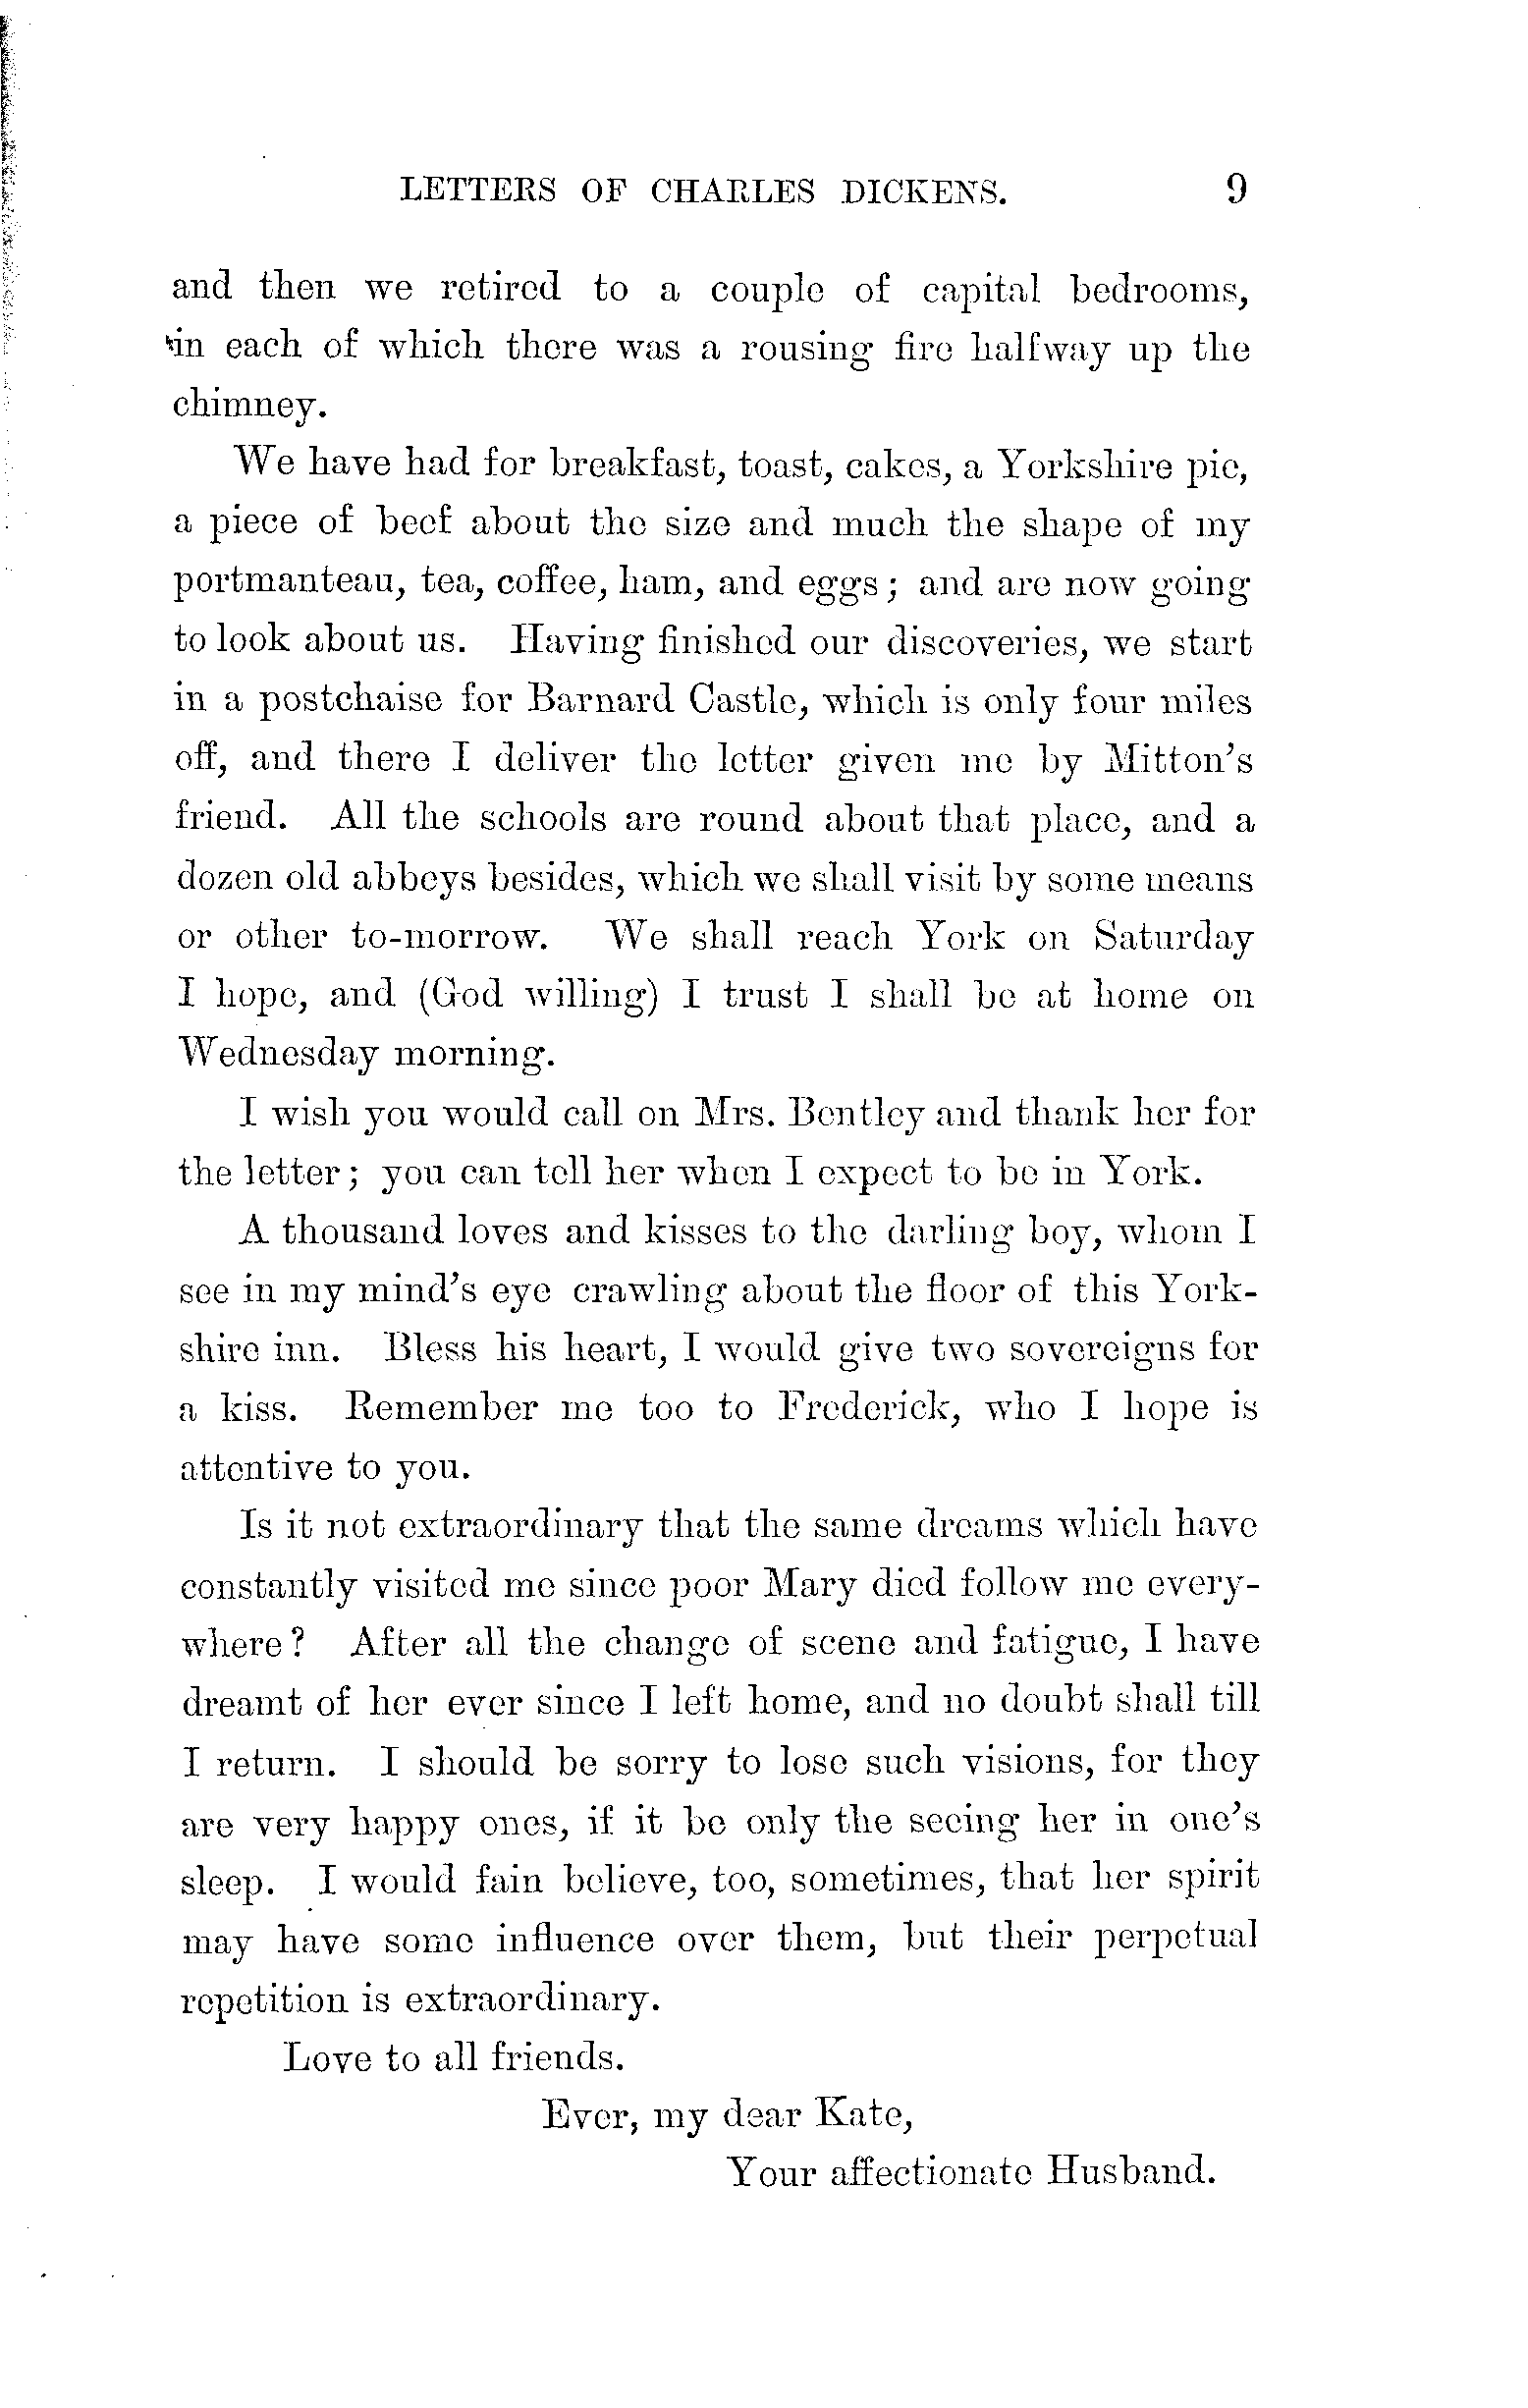 LETTERS OF CHARLES DICKENS. 9
and then we retired to a couple of capital bedrooms,
in each of which there was a rousing fire halfway up the
chimney.
We have had for breakfast, toast, cakes, a Yorkshire pie,
a piece of beef about the size and much the shape of my
portmanteau, tea, coffee, ham, and eggs; and are now going
to look about us. Having finished our discoveries, we start
in a postchaise for Barnard Castle, which is only four miles
off, and there I deliver the letter given me by Mitton's
friend. All the schools are round about that place, and a
dozen old abbeys besides, which we shall visit by some means
or other to-morrow. We shall reach York on Saturday
I hope, and (God willing) I trust I shall be at home on
Wednesday morning.
I wish you would call on Mrs. Bentley and thank her for
the letter; you can tell her when I expect to be in York.
A thousand loves and kisses to the darling boy, whom I
see in my mind's eye crawling about the floor of this York-
shire inn. Bless his heart, I would give two sovereigns for
a kiss. Remember me too to Frederick, who I hope is
attentive to you.
Is it not extraordinary that the same dreams which have
constantly visited me since poor Mary died follow me every-
where? After all the change of scene and fatigue, I have
dreamt of her ever since I left home, and no doubt shall till
I return. I should be sorry to lose such visions, for they
are very happy ones, if it be only the seeing her in one's
sleep. I would fain believe, too, sometimes, that her spirit
may have some influence over them, but their perpetual
repetition is extraordinary.
Love to all friends.
Ever, my dear Kate,
Your affectionate Husband.